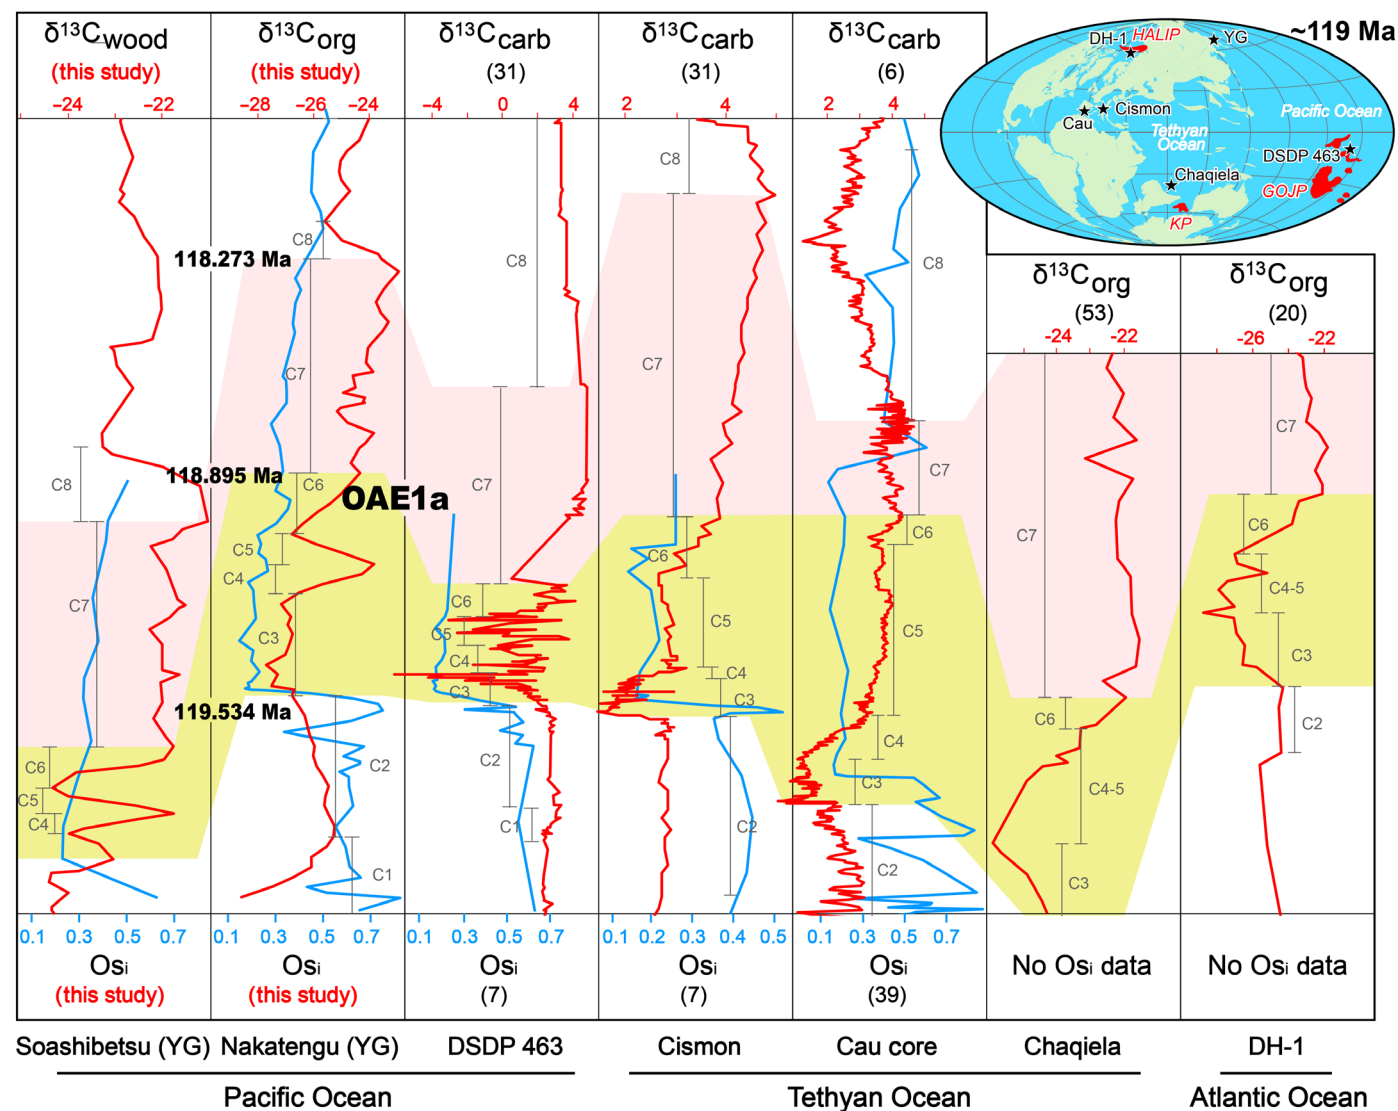 δ¹³C_wood
(this study)
−24 −22
δ¹³Corg
(this study)
−28 −26 −24
δ¹³Ccarb
(31)
−4 0 4
δ¹³Ccarb
(31)
2 4
δ¹³Ccarb
(6)
2 4
~119 Ma
DH-1
HALIP
YG
Cismon
Cau
Tethyan
Ocean
Pacific Ocean
DSDP 463
Chaqiela
GOJP
KP
δ¹³Corg
(53)
-24 -22
δ¹³Corg
(20)
-26 -22
118.273 Ma
118.895 Ma
119.534 Ma
OAE1a
C8
C7
C6
C5
C4
C8
C7
C6
C5
C4
C3
C2
C1
C8
C7
C6
C5
C4
C3
C2
C1
C8
C7
C6
C5
C4
C3
C2
C8
C7
C6
C5
C4
C3
C2
C7
C6
C4-5
C3
C7
C6
C4-5
C3
C2
0.1 0.3 0.5 0.7
Osi
(this study)
0.1 0.3 0.5 0.7
Osi
(this study)
0.1 0.3 0.5 0.7
Osi
(7)
0.1 0.2 0.3 0.4 0.5
Osi
(7)
0.1 0.3 0.5 0.7
Osi
(39)
No Osi data
No Osi data
Soashibetsu (YG)
Nakatengu (YG)
DSDP 463
Cismon
Cau core
Chaqiela
DH-1
Pacific Ocean
Tethyan Ocean
Atlantic Ocean